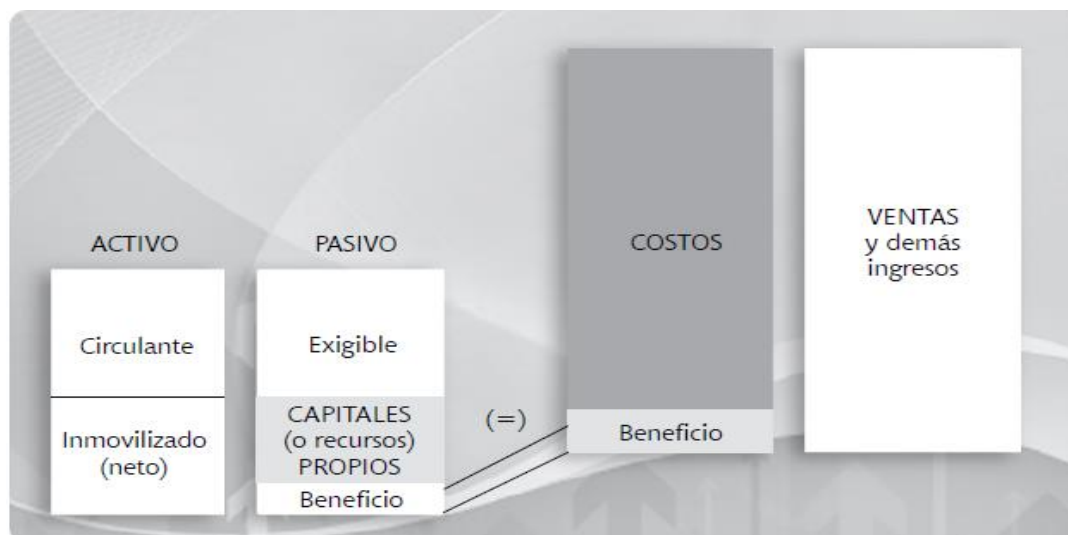 ACTIVO
Circulante
Inmovilizado
(neto)
PASIVO
Exigible
CAPITALES
(o recursos)
PROPIOS
Beneficio
(=)
COSTOS
Beneficio
VENTAS
y demás
ingresos